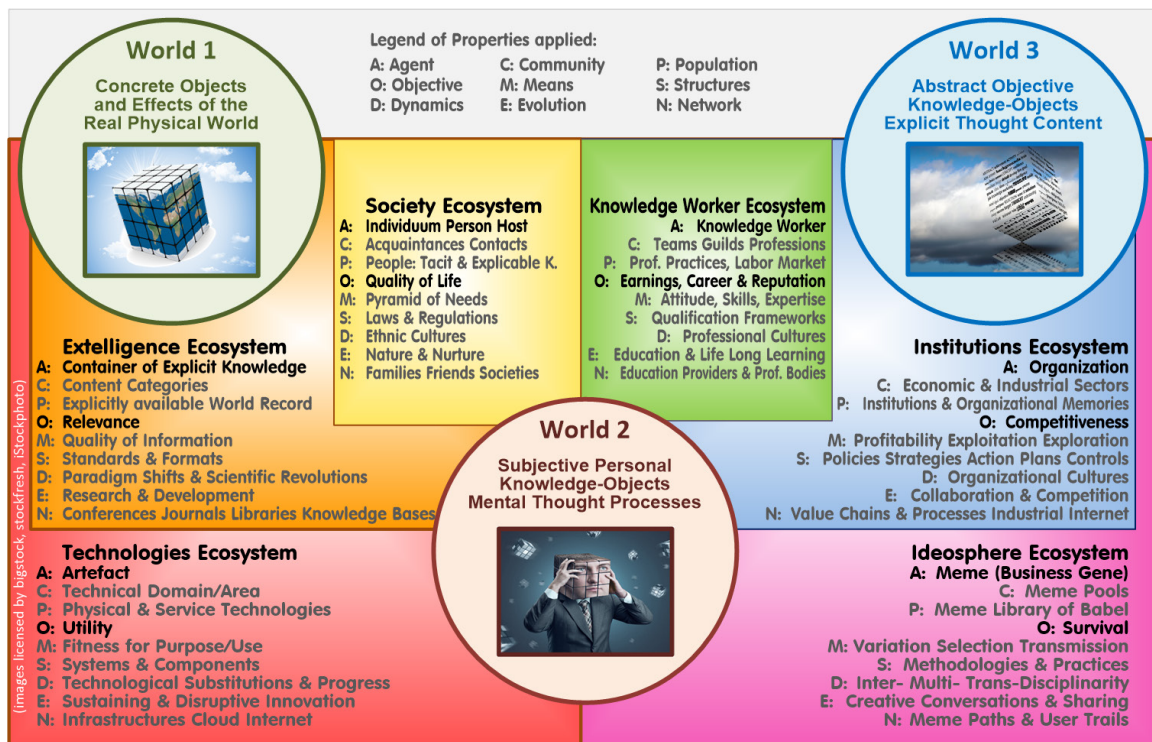 World 1
Concrete Objects
and Effects of the
Real Physical World
Legend of Properties applied:
A: Agent
C: Community
P: Population
O: Objective
M: Means
S: Structures
D: Dynamics
E: Evolution
N: Network
World 3
Abstract Objective
Knowledge-Objects
Explicit Thought Content
Society Ecosystem
A: Individuum Person Host
C: Acquaintances Contacts
P: People: Tacit & Explicable K.
O: Quality of Life
M: Pyramid of Needs
S: Laws & Regulations
D: Ethnic Cultures
E: Nature & Nurture
N: Families Friends Societies
Knowledge Worker Ecosystem
A: Knowledge Worker
C: Teams Guilds Professions
P: Prof. Practices, Labor Market
O: Earnings, Career & Reputation
M: Attitude, Skills, Expertise
S: Qualification Frameworks
D: Professional Cultures
E: Education & Life Long Learning
N: Education Providers & Prof. Bodies
Extelligence Ecosystem
A: Container of Explicit Knowledge
C: Content Categories
P: Explicitly available World Record
O: Relevance
M: Quality of Information
S: Standards & Formats
D: Paradigm Shifts & Scientific Revolutions
E: Research & Development
N: Conferences Journals Libraries Knowledge Bases
Institutions Ecosystem
A: Organization
C: Economic & Industrial Sectors
P: Institutions & Organizational Memories
O: Competitiveness
M: Profitability Exploitation Exploration
S: Policies Strategies Action Plans Controls
D: Organizational Cultures
E: Collaboration & Competition
N: Value Chains & Processes Industrial Internet
World 2
Subjective Personal
Knowledge-Objects
Mental Thought Processes
Technologies Ecosystem
A: Artefact
C: Technical Domain/Area
P: Physical & Service Technologies
O: Utility
M: Fitness for Purpose/Use
S: Systems & Components
D: Technological Substitutions & Progress
E: Sustaining & Disruptive Innovation
N: Infrastructures Cloud Internet
Ideosphere Ecosystem
A: Meme (Business Gene)
C: Meme Pools
P: Meme Library of Babel
O: Survival
M: Variation Selection Transmission
S: Methodologies & Practices
D: Inter- Multi- Trans-Disciplinarity
E: Creative Conversations & Sharing
N: Meme Paths & User Trails
(images licensed by bigstock, stockfresh, iStockphoto)